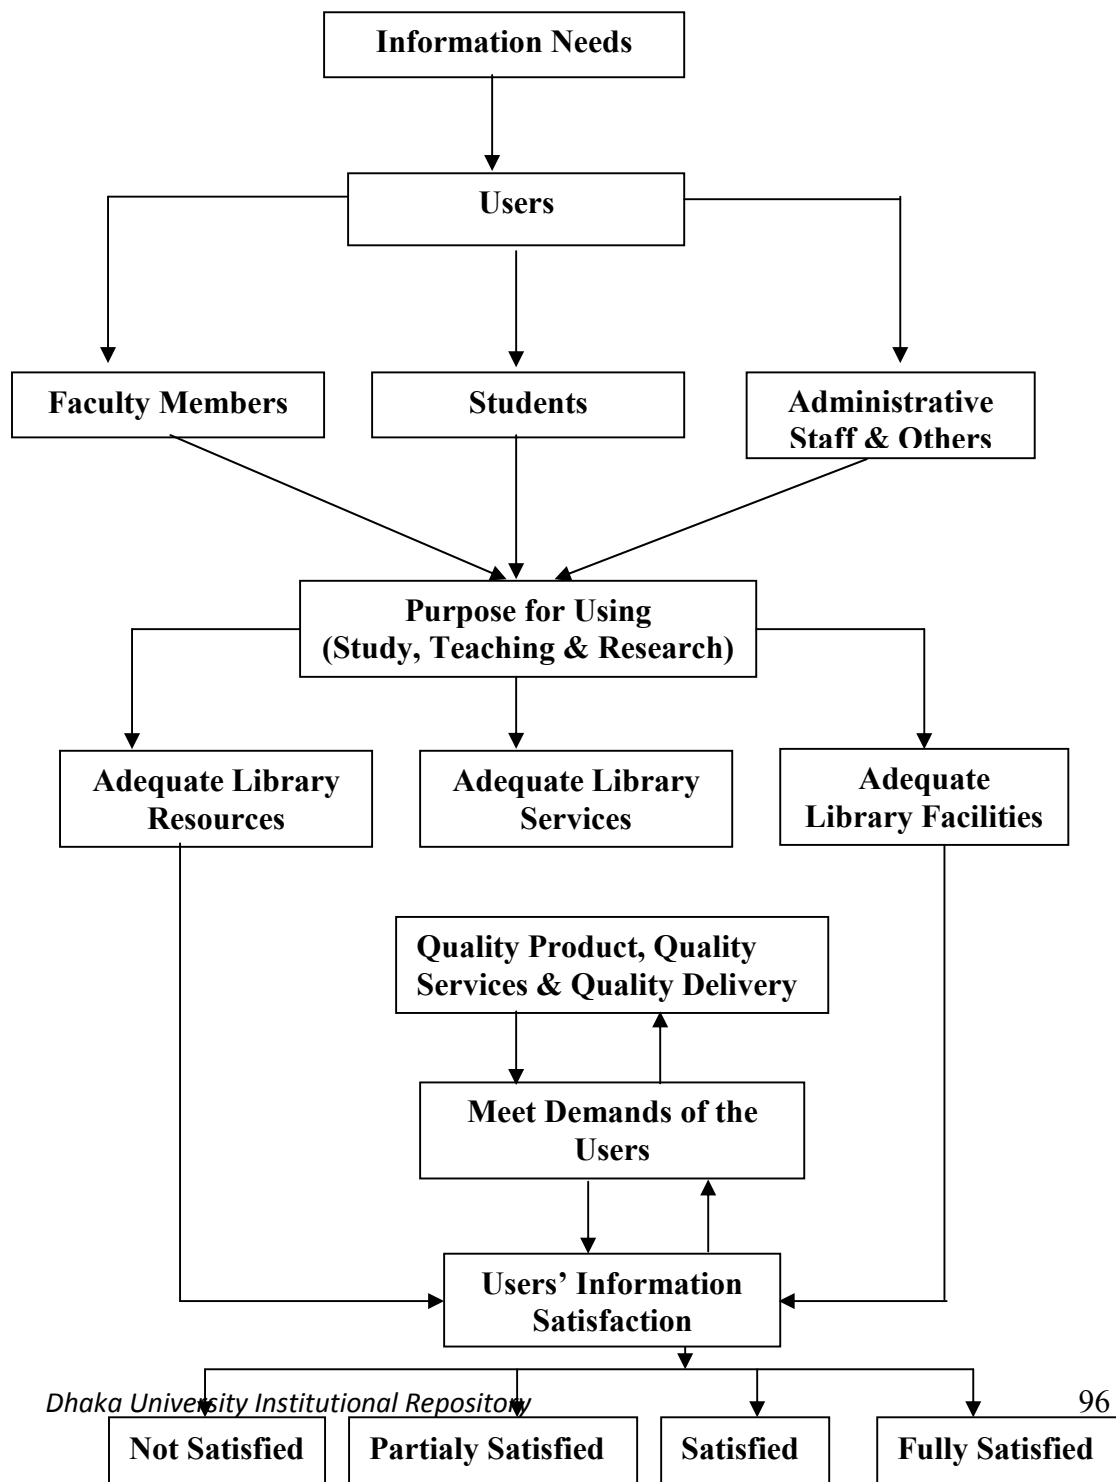 Information Needs
Users
Faculty Members
Students
Administrative
Staff & Others
Purpose for Using
(Study, Teaching & Research)
Adequate Library
Resources
Adequate Library
Services
Adequate
Library Facilities
Quality Product, Quality
Services & Quality Delivery
Meet Demands of the
Users
Users’ Information
Satisfaction
Dhaka University Institutional Repository
96
Not Satisfied
Partialy Satisfied
Satisfied
Fully Satisfied